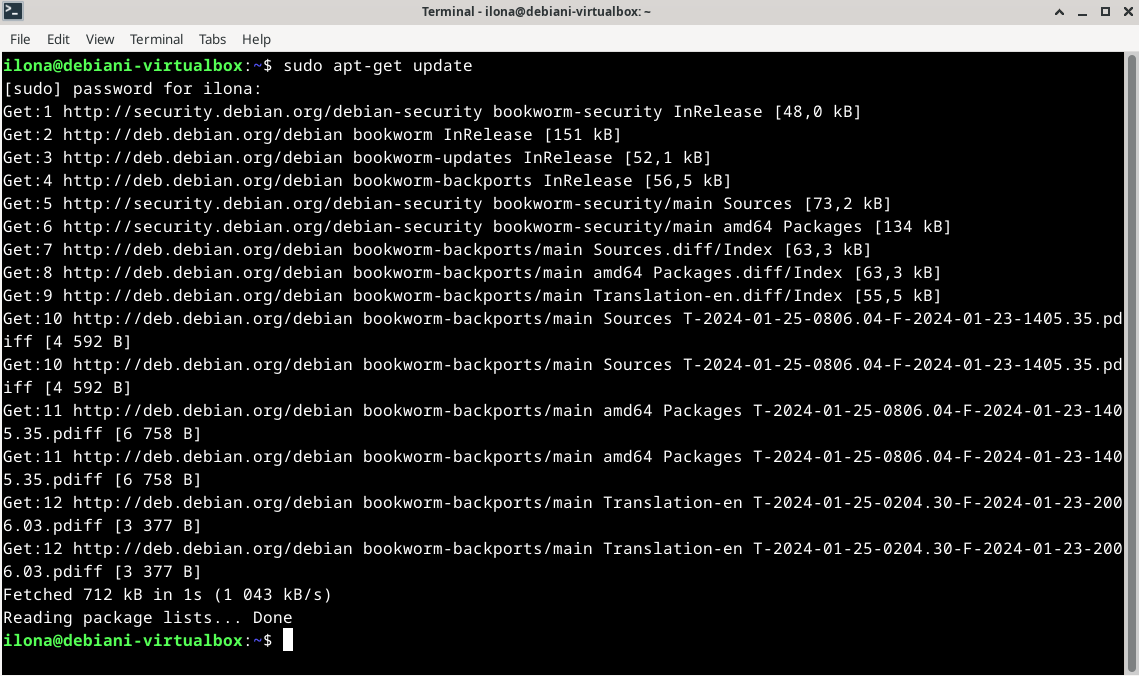 Terminal - ilona@debiani-virtualbox: ~
File Edit View Terminal Tabs Help
ilona@debiani-virtualbox:~$ sudo apt-get update
[sudo] password for ilona:
Get:1 http://security.debian.org/debian-security bookworm-security InRelease [48,0 kB]
Get:2 http://deb.debian.org/debian bookworm InRelease [151 kB]
Get:3 http://deb.debian.org/debian bookworm-updates InRelease [52,1 kB]
Get:4 http://deb.debian.org/debian bookworm-backports InRelease [56,5 kB]
Get:5 http://security.debian.org/debian-security bookworm-security/main Sources [73,2 kB]
Get:6 http://security.debian.org/debian-security bookworm-security/main amd64 Packages [134 kB]
Get:7 http://deb.debian.org/debian bookworm-backports/main Sources.diff/Index [63,3 kB]
Get:8 http://deb.debian.org/debian bookworm-backports/main amd64 Packages.diff/Index [63,3 kB]
Get:9 http://deb.debian.org/debian bookworm-backports/main Translation-en.diff/Index [55,5 kB]
Get:10 http://deb.debian.org/debian bookworm-backports/main Sources T-2024-01-25-0806.04-F-2024-01-23-1405.35.pd
iff [4 592 B]
Get:10 http://deb.debian.org/debian bookworm-backports/main Sources T-2024-01-25-0806.04-F-2024-01-23-1405.35.pd
iff [4 592 B]
Get:11 http://deb.debian.org/debian bookworm-backports/main amd64 Packages T-2024-01-25-0806.04-F-2024-01-23-140
5.35.pdiff [6 758 B]
Get:11 http://deb.debian.org/debian bookworm-backports/main amd64 Packages T-2024-01-25-0806.04-F-2024-01-23-140
5.35.pdiff [6 758 B]
Get:12 http://deb.debian.org/debian bookworm-backports/main Translation-en T-2024-01-25-0204.30-F-2024-01-23-200
6.03.pdiff [3 377 B]
Get:12 http://deb.debian.org/debian bookworm-backports/main Translation-en T-2024-01-25-0204.30-F-2024-01-23-200
6.03.pdiff [3 377 B]
Fetched 712 kB in 1s (1 043 kB/s)
Reading package lists... Done
ilona@debiani-virtualbox:~$